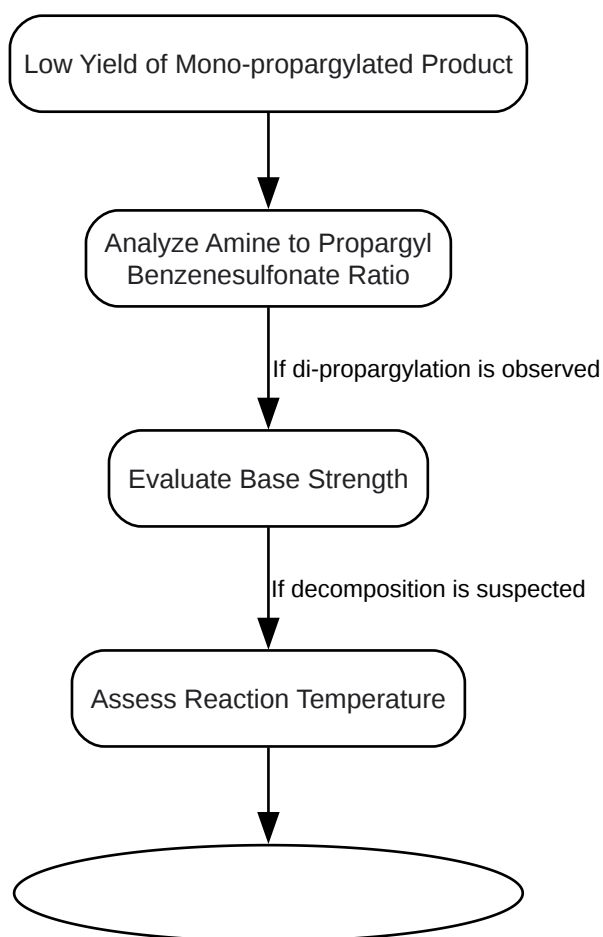 Low Yield of Mono-propargylated Product
Analyze Amine to Propargyl
Benzenesulfonate Ratio
If di-propargylation is observed
Evaluate Base Strength
If decomposition is suspected
Assess Reaction Temperature